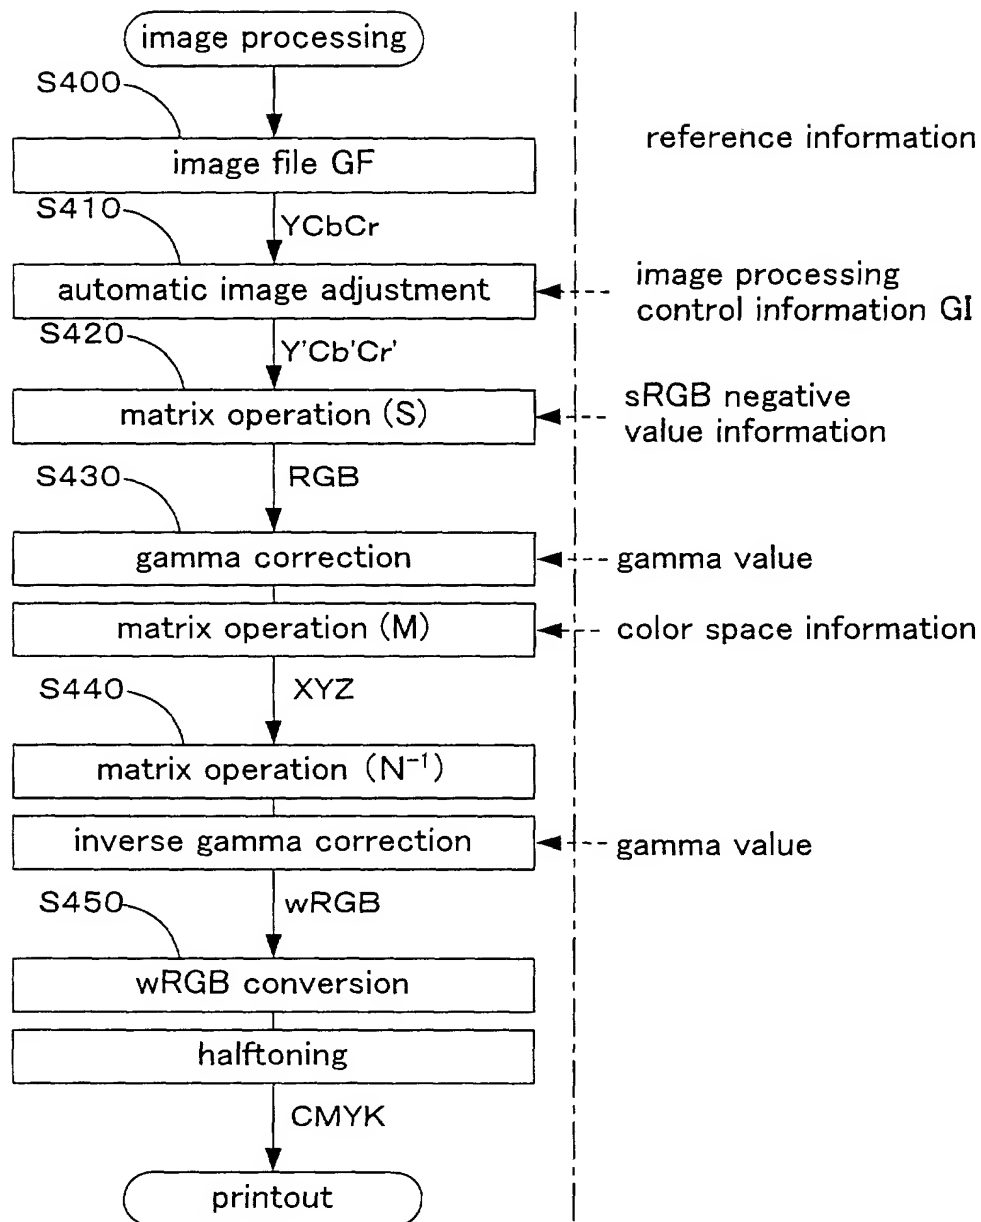 image processing
S400
reference information
image file GF
S410
YCbCr
automatic image adjustment
image processing
control information GI
S420
Y'Cb'Cr'
matrix operation (S)
sRGB negative
value information
S430
RGB
gamma correction
gamma value
matrix operation (M)
color space information
S440
XYZ
matrix operation (N⁻¹)
inverse gamma correction
gamma value
S450
wRGB
wRGB conversion
halftoning
CMYK
printout